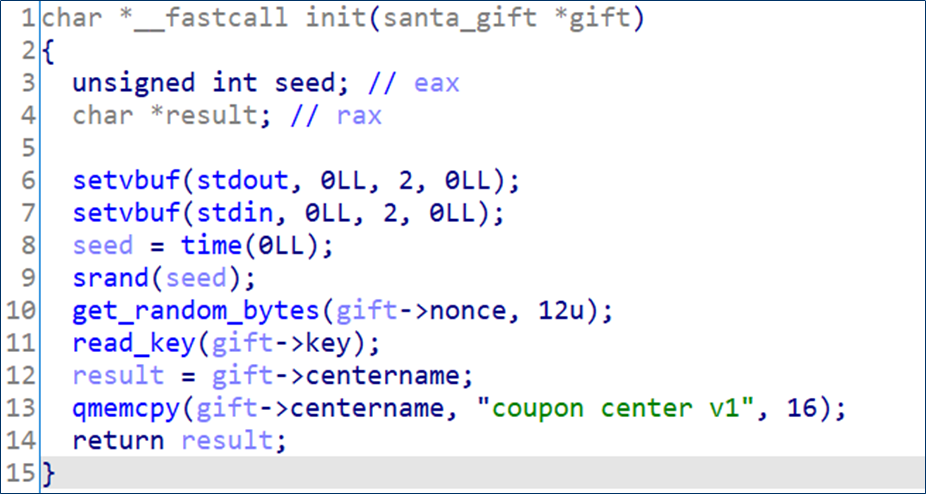 1 char *__fastcall init(santa_gift *gift)
2 {
3   unsigned int seed; // eax
4   char *result; // rax
5
6   setvbuf(stdout, 0LL, 2, 0LL);
7   setvbuf(stdin, 0LL, 2, 0LL);
8   seed = time(0LL);
9   srand(seed);
10   get_random_bytes(gift->nonce, 12u);
11   read_key(gift->key);
12   result = gift->centername;
13   qmemcpy(gift->centername, "coupon center v1", 16);
14   return result;
15 }